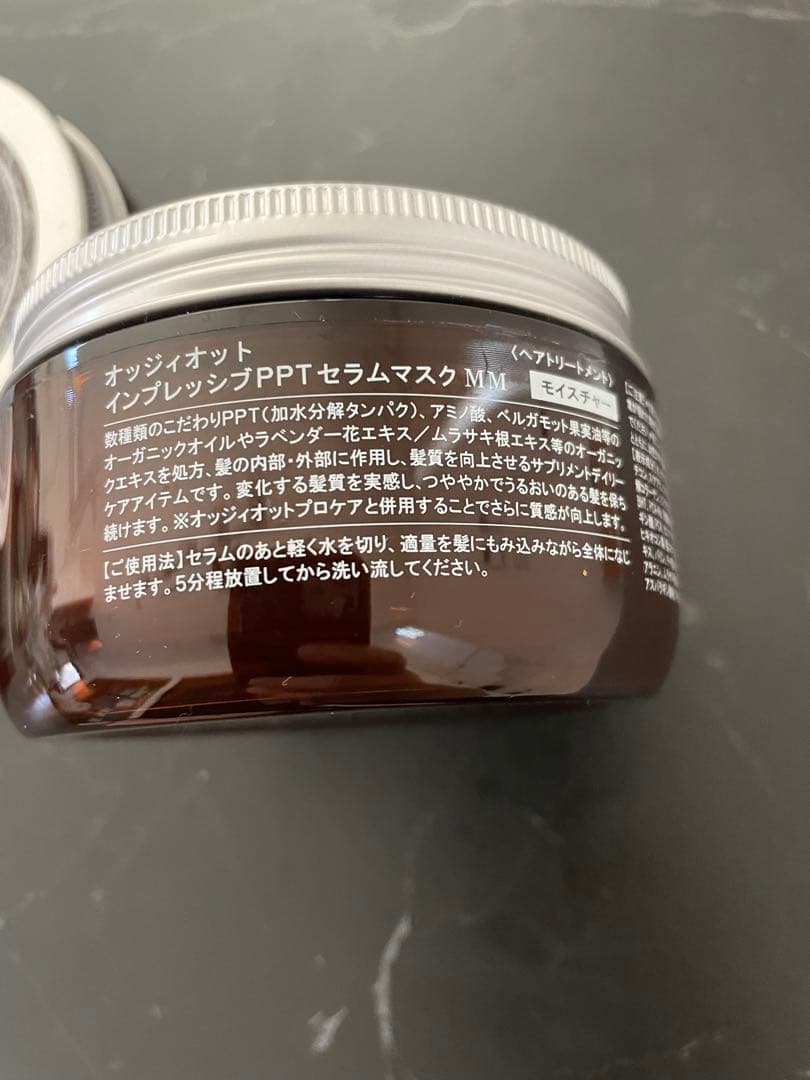 オッジィオット
インプレッシブPPTセラムマスク MM
〈ヘアトリートメント〉
モイスチャー
数種類のこだわりPPT(加水分解タンパク)、アミノ酸、ベルガモット果実油等の
オーガニックオイルやラベンダー花エキス/ムラサキ根エキス等のオーガニッ
クエキスを処方、髪の内部・外部に作用し、髪質を向上させるサプリメントデイリー
ケアアイテムです。変化する髪質を実感し、つややかでうるおいのある髪を保ち
続けます。※オッジィオットプロケアと併用することでさらに質感が向上します。
【ご使用法】セラムのあと軽く水を切り、適量を髪にもみ込みながら全体になじ
ませます。5分程放置してから洗い流してください。